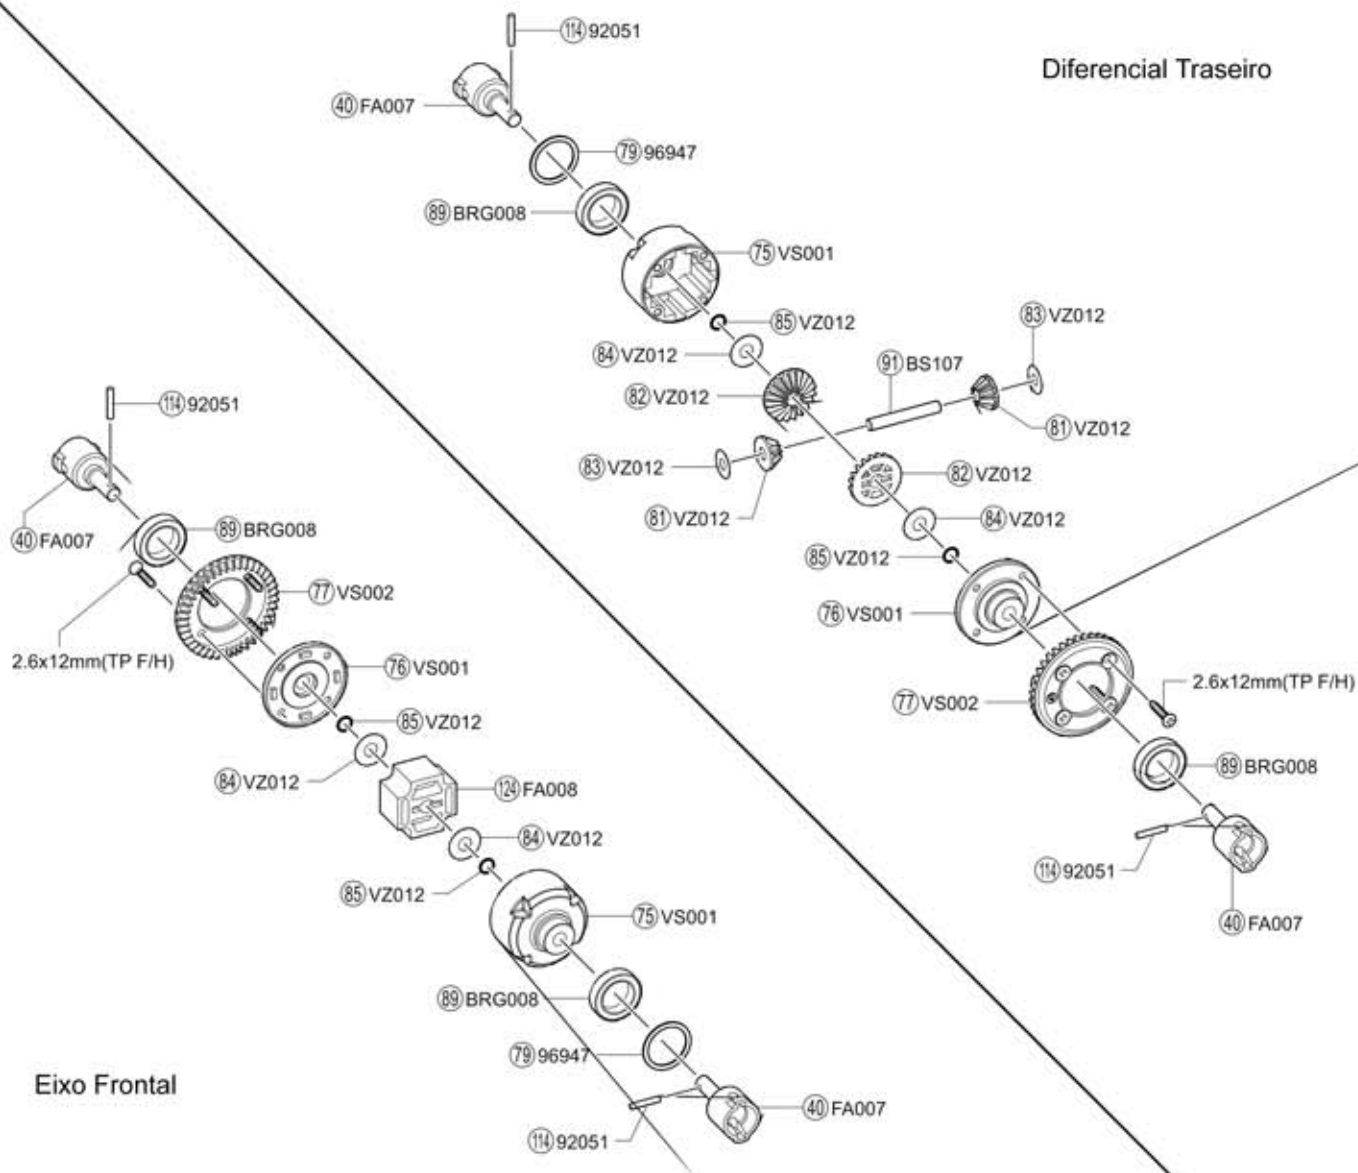 ⑭ 92051
Diferencial Traseiro
㊵ FA007
79 96947
89 BRG008
75 VS001
85 VZ012
83 VZ012
84 VZ012
91 BS107
82 VZ012
81 VZ012
83 VZ012
82 VZ012
81 VZ012
84 VZ012
85 VZ012
76 VS001
2.6x12mm(TP F/H)
77 VS002
89 BRG008
114 92051
40 FA007
114 92051
40 FA007
89 BRG008
77 VS002
2.6x12mm(TP F/H)
76 VS001
85 VZ012
84 VZ012
124 FA008
84 VZ012
85 VZ012
75 VS001
89 BRG008
79 96947
Eixo Frontal
40 FA007
114 92051